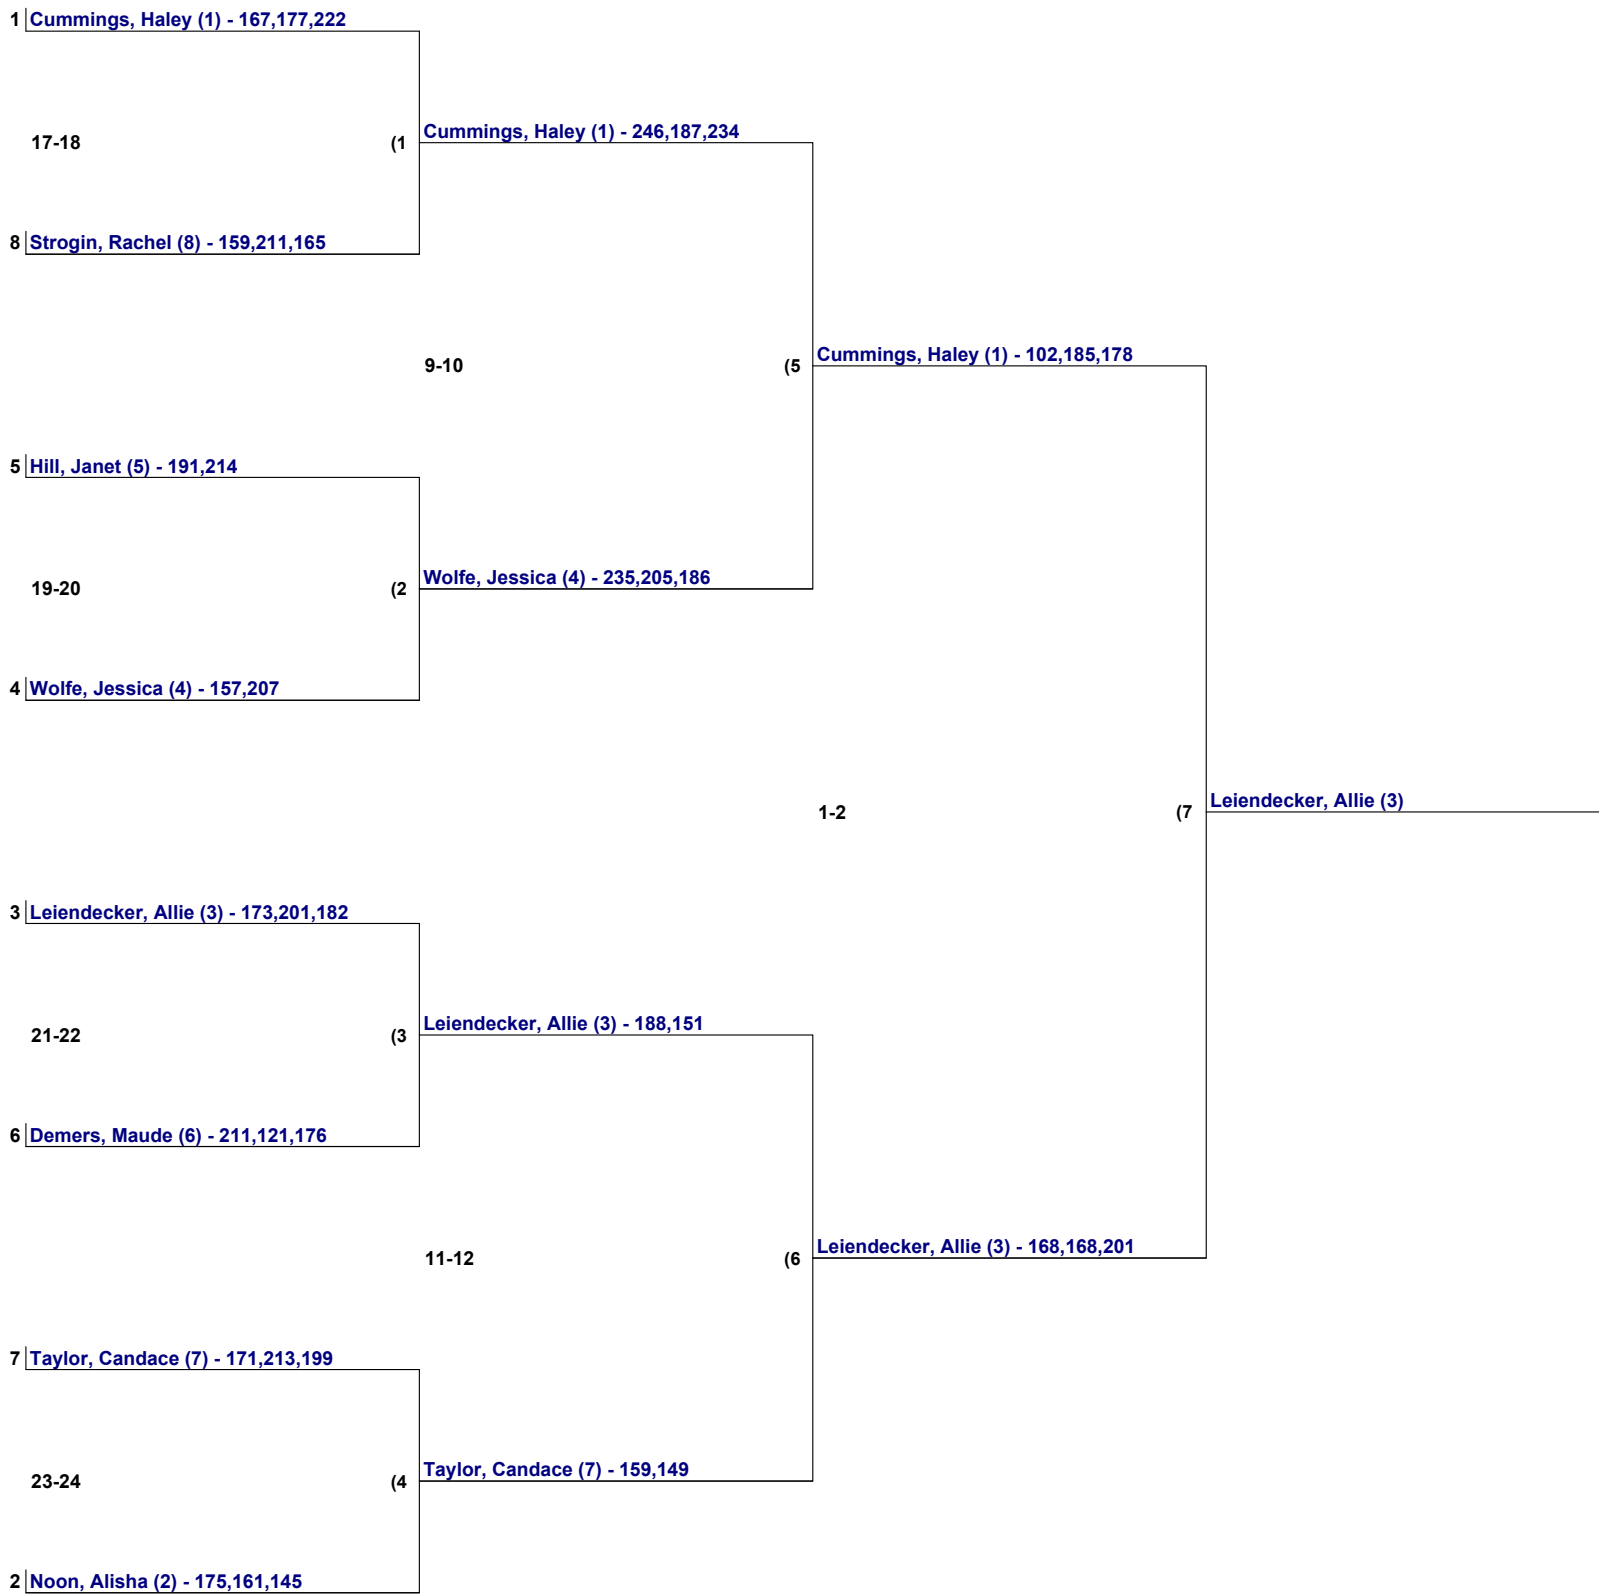 1 Cummings, Haley (1) - 167,177,222
Cummings, Haley (1) - 246,187,234
17-18 (1
8 Strogin, Rachel (8) - 159,211,165
Cummings, Haley (1) - 102,185,178
9-10 (5
5 Hill, Janet (5) - 191,214
Wolfe, Jessica (4) - 235,205,186
19-20 (2
4 Wolfe, Jessica (4) - 157,207
Leiendecker, Allie (3)
1-2 (7
3 Leiendecker, Allie (3) - 173,201,182
Leiendecker, Allie (3) - 188,151
21-22 (3
6 Demers, Maude (6) - 211,121,176
Leiendecker, Allie (3) - 168,168,201
11-12 (6
7 Taylor, Candace (7) - 171,213,199
Taylor, Candace (7) - 159,149
23-24 (4
2 Noon, Alisha (2) - 175,161,145